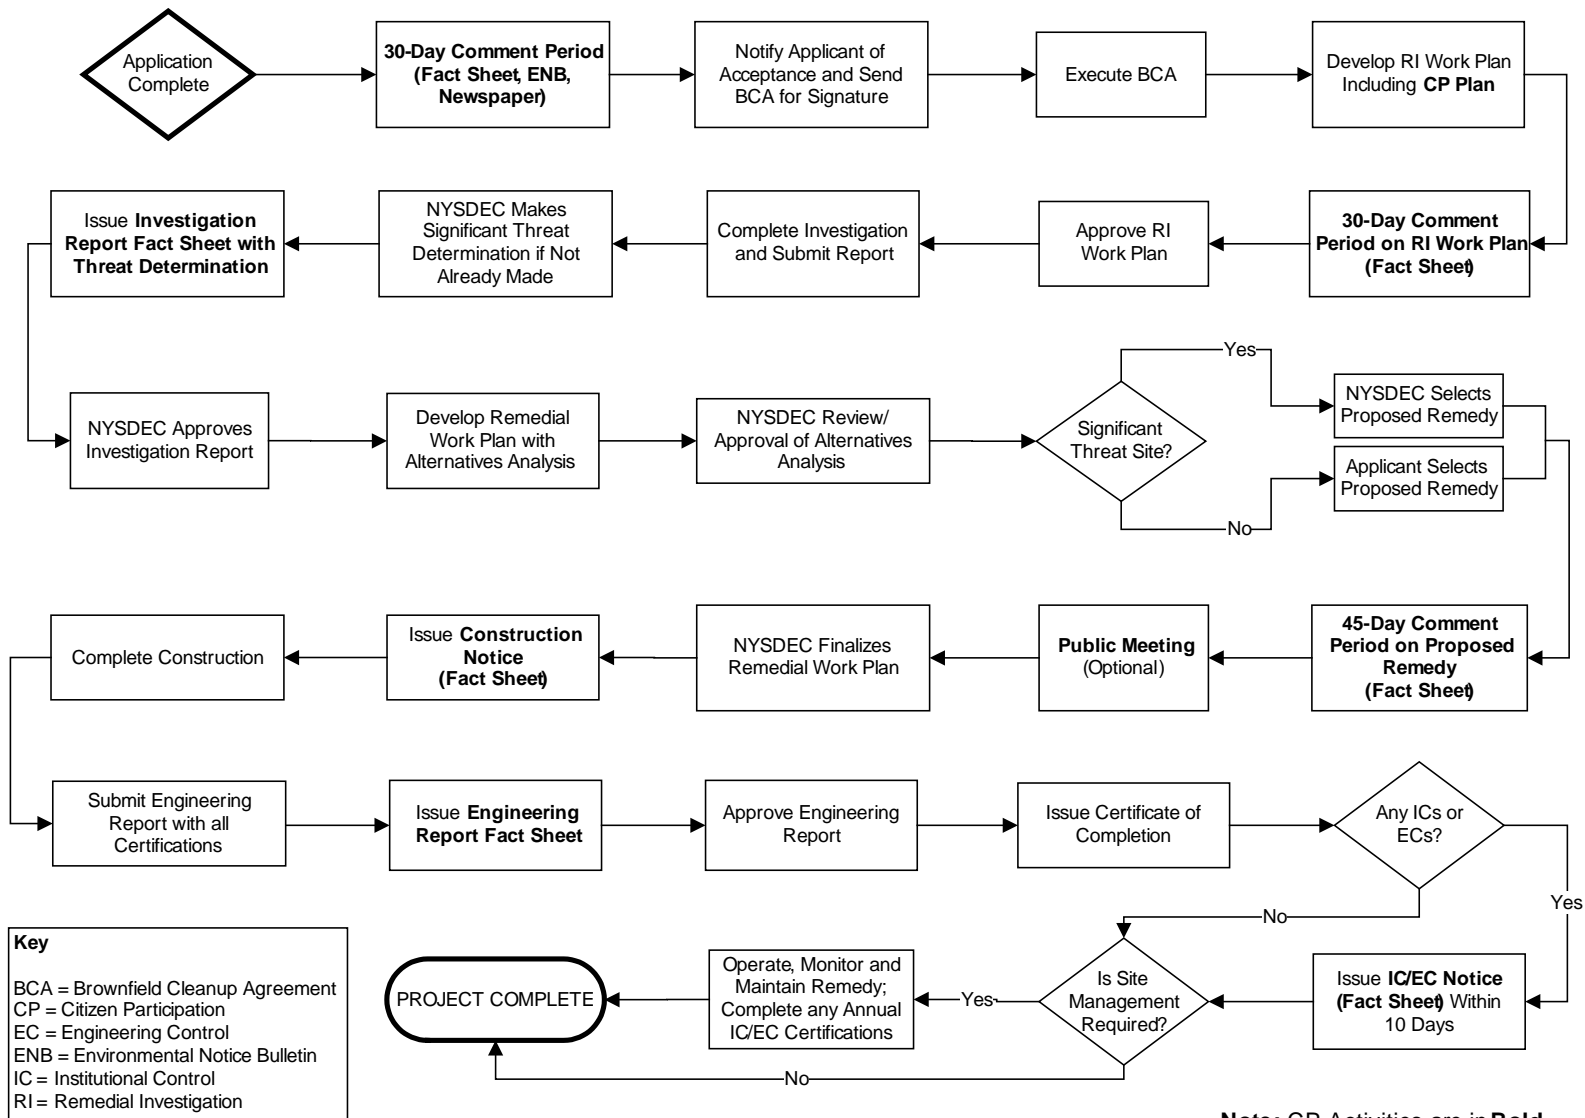 Application
Complete
30-Day Comment Period
(Fact Sheet, ENB,
Newspaper)
Notify Applicant of
Acceptance and Send
BCA for Signature
Execute BCA
Develop RI Work Plan
Including CP Plan
30-Day Comment
Period on RI Work Plan
(Fact Sheet)
Approve RI
Work Plan
Complete Investigation
and Submit Report
NYSDEC Makes
Significant Threat
Determination if Not
Already Made
Issue Investigation
Report Fact Sheet with
Threat Determination
NYSDEC Approves
Investigation Report
Develop Remedial
Work Plan with
Alternatives Analysis
NYSDEC Review/
Approval of Alternatives
Analysis
Significant
Threat Site?
Yes
NYSDEC Selects
Proposed Remedy
No
Applicant Selects
Proposed Remedy
45-Day Comment
Period on Proposed
Remedy
(Fact Sheet)
Public Meeting
(Optional)
NYSDEC Finalizes
Remedial Work Plan
Issue Construction
Notice
(Fact Sheet)
Complete Construction
Submit Engineering
Report with all
Certifications
Issue Engineering
Report Fact Sheet
Approve Engineering
Report
Issue Certificate of
Completion
Any ICs or
ECs?
Yes
No
Issue IC/EC Notice
(Fact Sheet) Within
10 Days
Is Site
Management
Required?
Yes
Operate, Monitor and
Maintain Remedy;
Complete any Annual
IC/EC Certifications
No
PROJECT COMPLETE
Key
BCA = Brownfield Cleanup Agreement
CP = Citizen Participation
EC = Engineering Control
ENB = Environmental Notice Bulletin
IC = Institutional Control
RI = Remedial Investigation
Note: CP Activities are in Bold